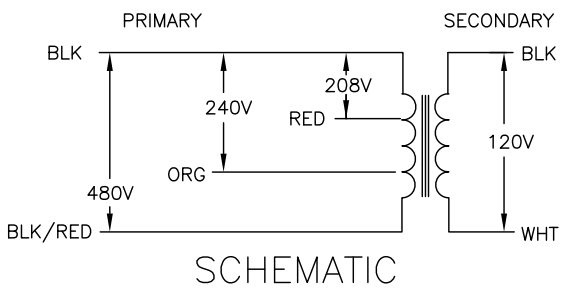 PRIMARY
SECONDARY
BLK
BLK
208V
240V
RED
120V
ORG
480V
BLK/RED
WHT
SCHEMATIC